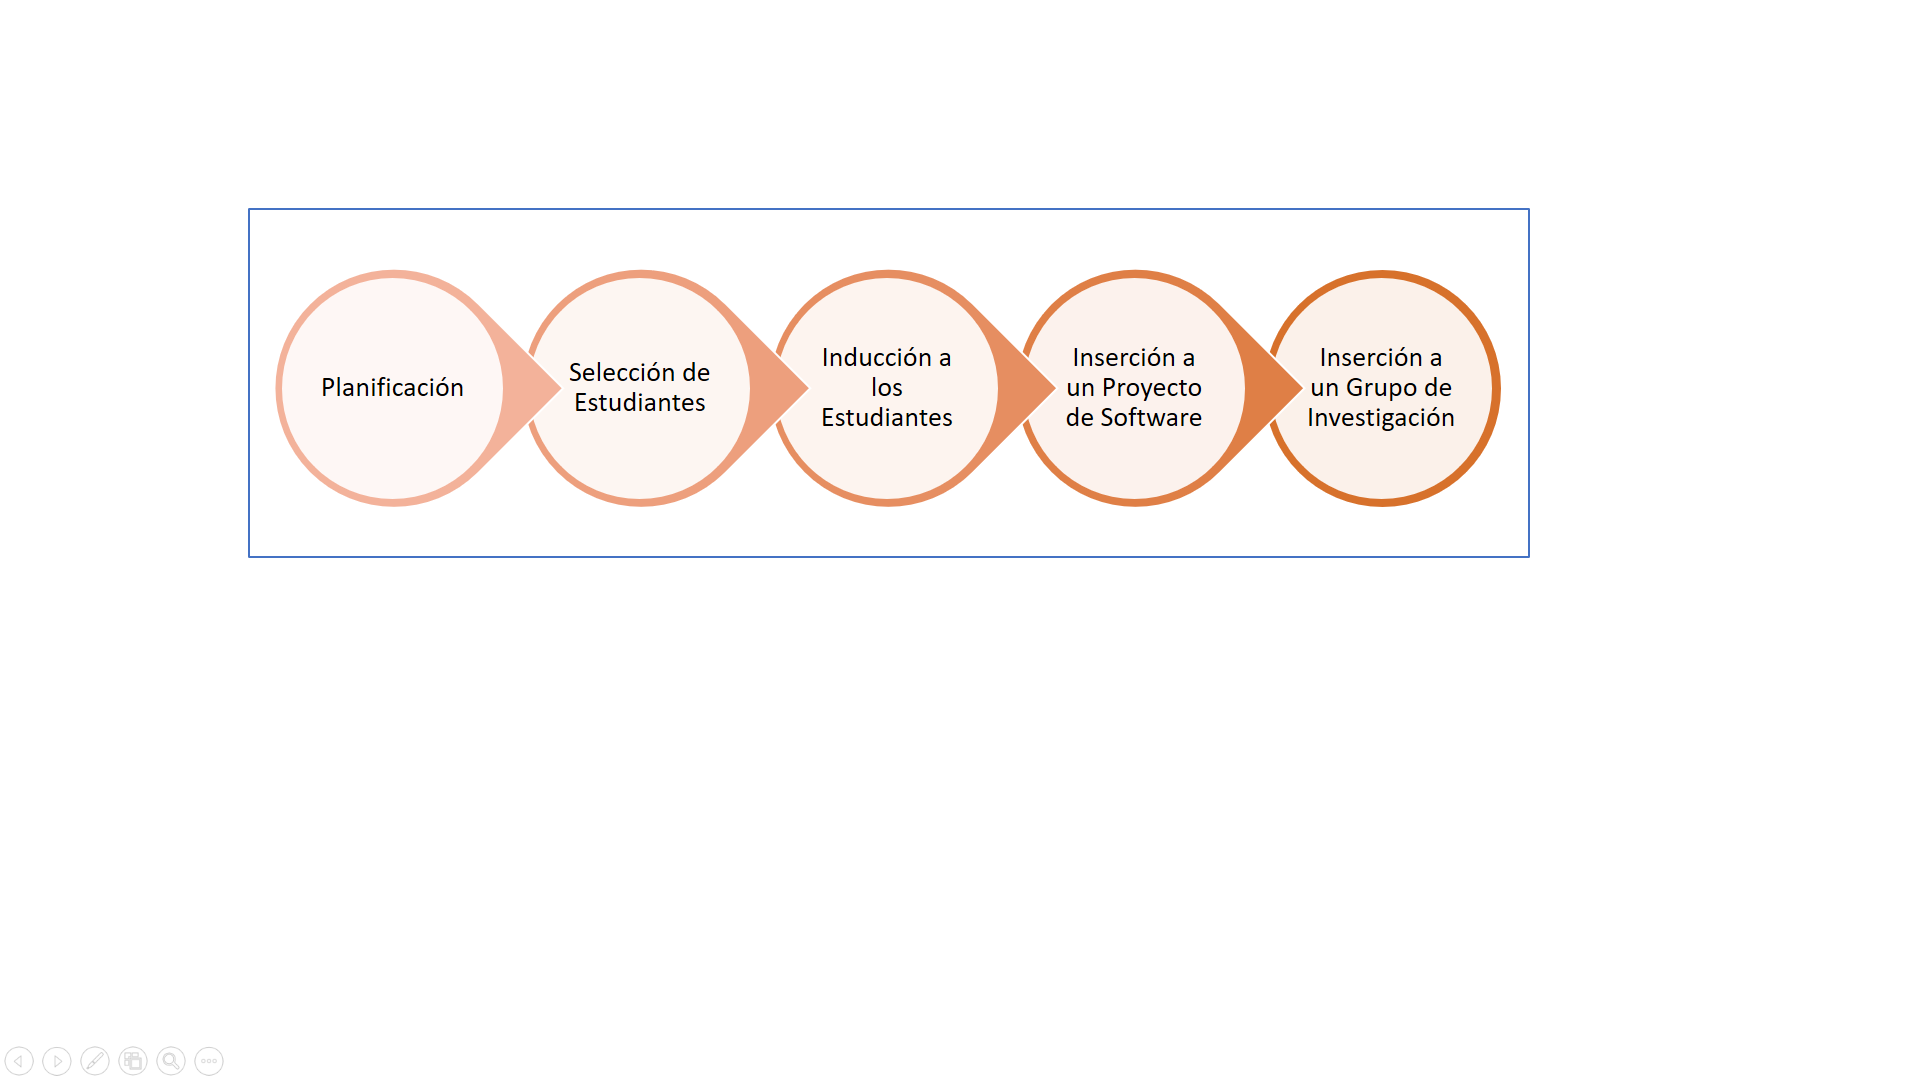 Planificación
Selección de
Estudiantes
Inducción a
los
Estudiantes
Inserción a
un Proyecto
de Software
Inserción a
un Grupo de
Investigación